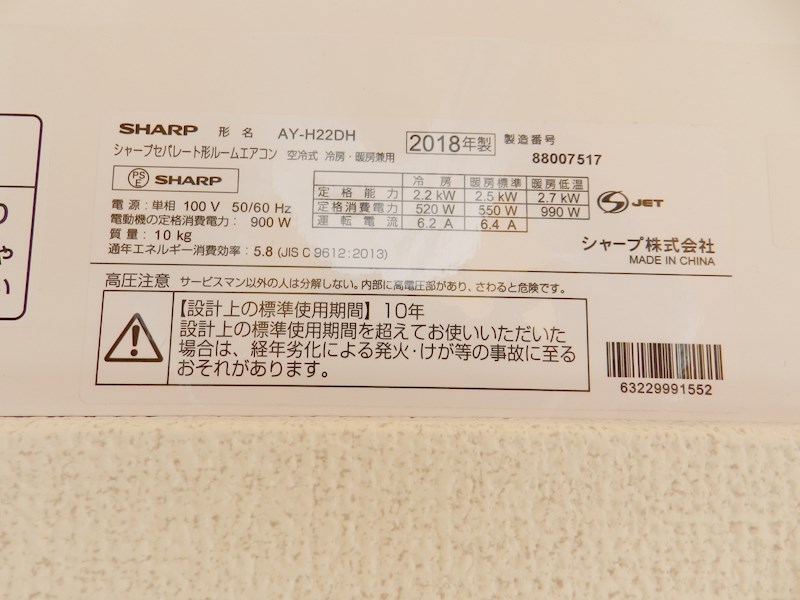 SHARP 形名 AY-H22DH 2018年製 製造番号
シャープセパレート形ルームエアコン 空冷式 冷房・暖房兼用 88007517
PSE SHARP
冷房 暖房標準 暖房低温
定格能力 2.2 kW 2.5 kW 2.7 kW
定格消費電力 520 W 550 W 990 W
運転電流 6.2 A 6.4 A
JET
電源:単相 100 V 50/60 Hz
電動機の定格消費電力: 900 W
質量:10 kg
通年エネルギー消費効率:5.8 (JIS C 9612:2013)
シャープ株式会社
MADE IN CHINA
高圧注意 サービスマン以外の人は分解しない。内部に高電圧部があり、さわると危険です。
【設計上の標準使用期間】10年
設計上の標準使用期間を超えてお使いいただいた
場合は、経年劣化による発火・けが等の事故に至る
おそれがあります。
63229991552
や
い